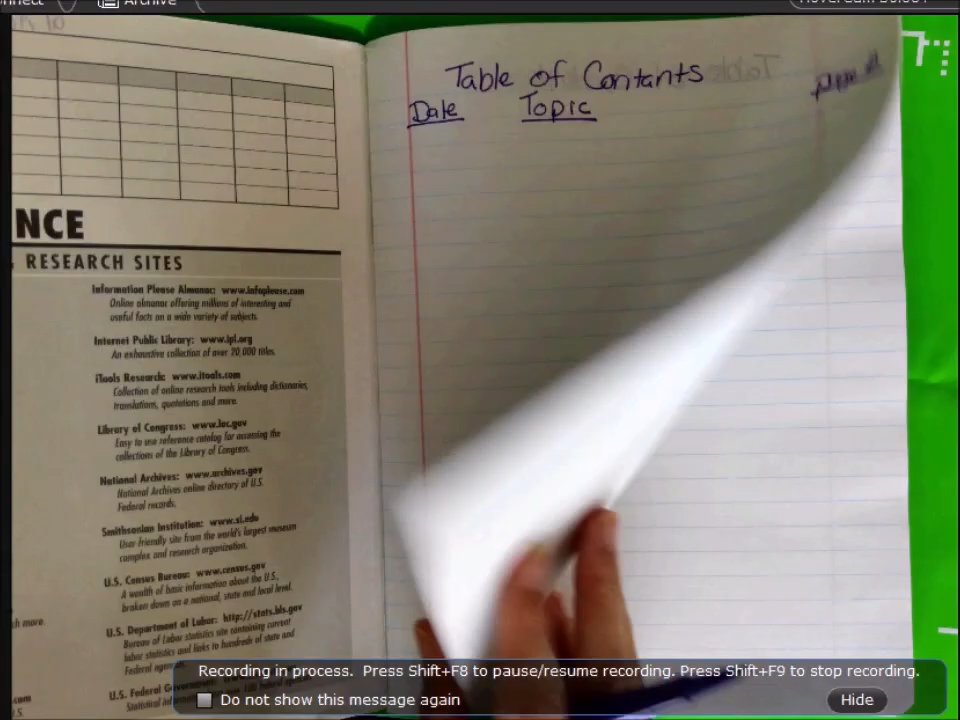 Archive
Table of Contants
Date Topic
NCE
RESEARCH SITES
Information Please Almanac: www.infoplease.com
Online almanac offering millions of interesting and
useful facts on a wide variety of subjects.
Internet Public Library: www.ipl.org
An exhaustive collection of over 20,000 titles.
iTools Research: www.itools.com
Collection of online research tools including dictionaries,
translations, quotations and more.
Library of Congress: www.loc.gov
Easy to use reference catalog for accessing the
collections of the Library of Congress.
National Archives: www.archives.gov
National Archives online directory of U.S.
Federal records.
Smithsonian Institution: www.si.edu
User friendly site from the world's largest museum
complex and research organization.
U.S. Census Bureau: www.census.gov
A wealth of basic information about the U.S.,
broken down on a national, state and local level.
ch more.
U.S. Department of Labor: http://stats.bls.gov
Bureau of Labor statistics site containing current
labor statistics and links to hundreds of state and
Federal
.com
U.S. Federal
Recording in process. Press Shift+F8 to pause/resume recording. Press Shift+F9 to stop recording.
Do not show this message again
Hide